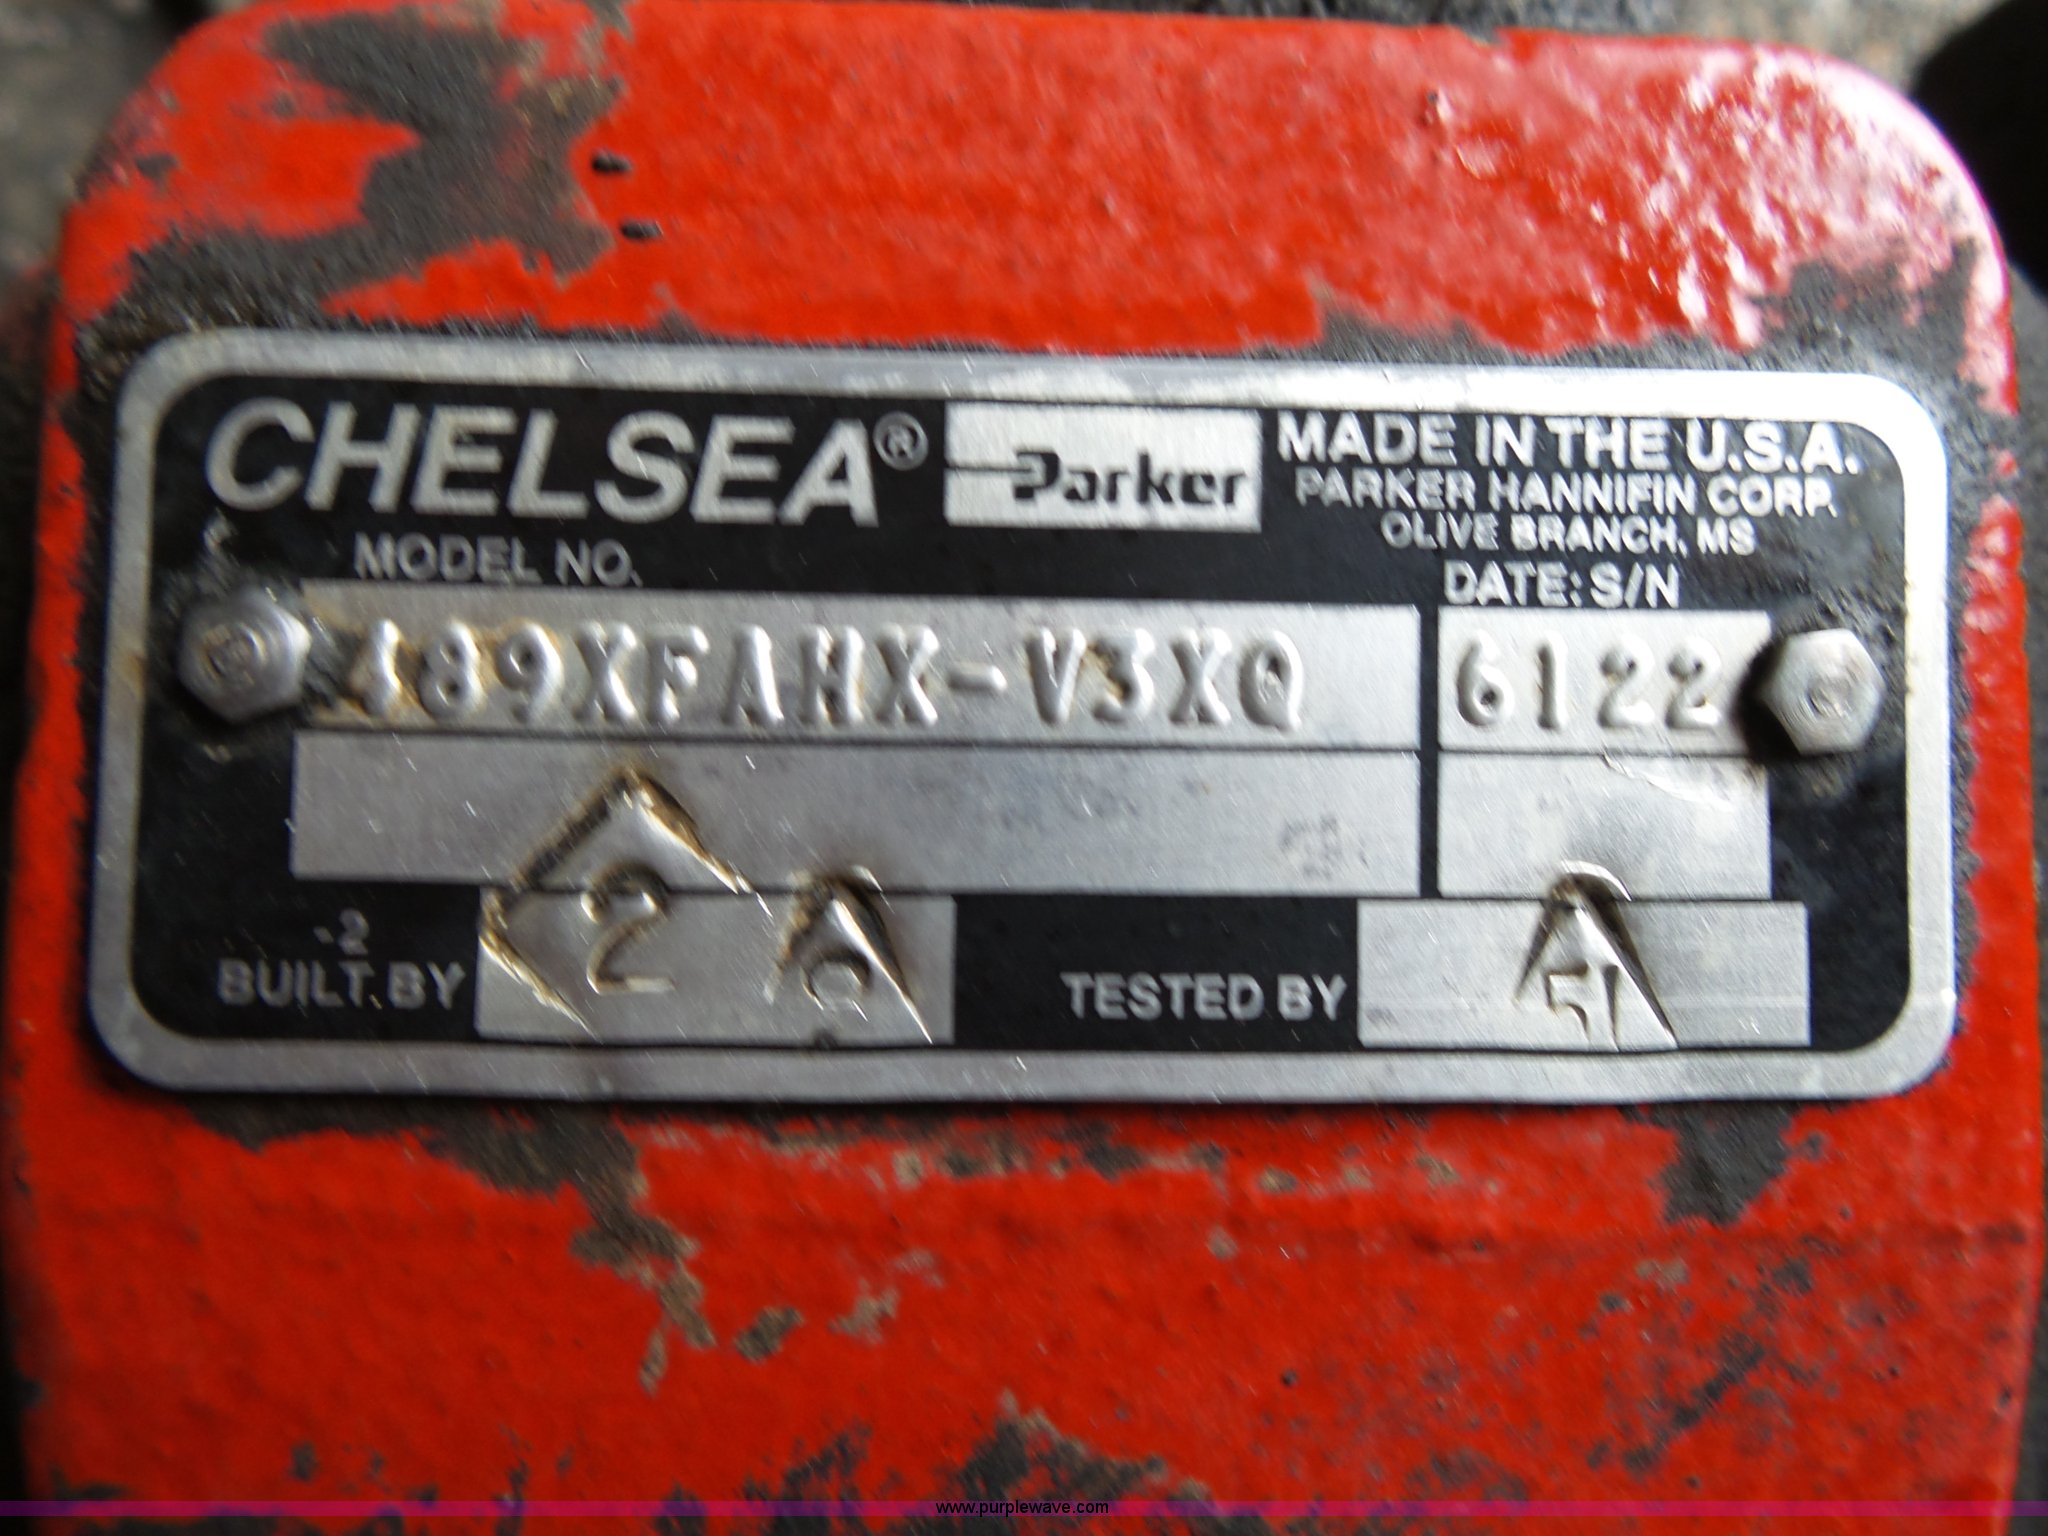 CHELSEA® Parker MADE IN THE U.S.A.
PARKER HANNIFIN CORP.
OLIVE BRANCH, MS
MODEL NO. DATE: S/N
489XFAHX-V3XQ 6122
-2
BUILT BY 2 TESTED BY 51
www.purplewave.com